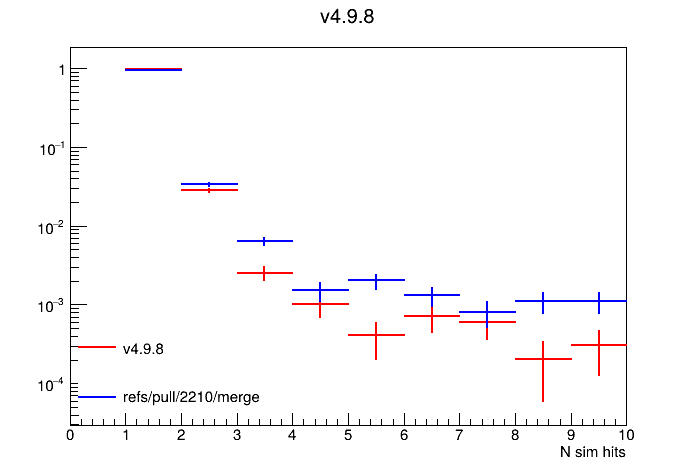 v4.9.8
1
10⁻¹
10⁻²
10⁻³
10⁻⁴
v4.9.8
refs/pull/2210/merge
0 1 2 3 4 5 6 7 8 9 10
N sim hits